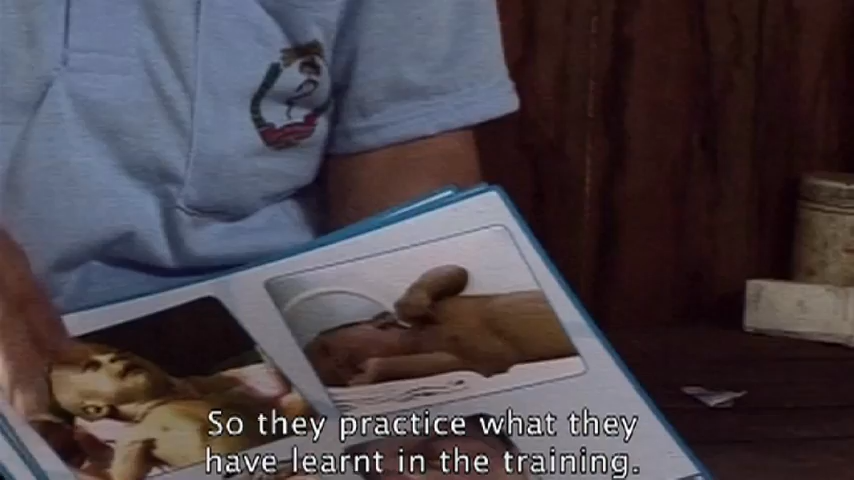 So they practice what they
have learnt in the training.